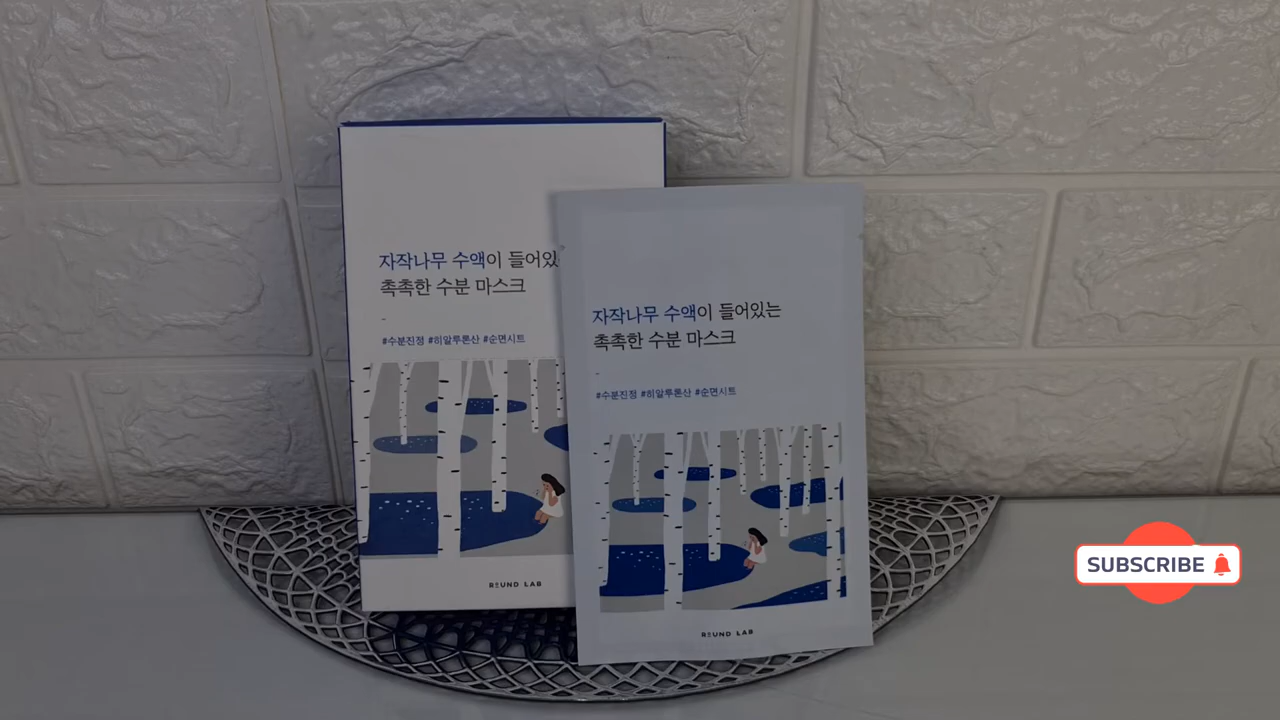 자작나무 수액이 들어있
촉촉한 수분 마스크
#수분진정 #히알루론산 #순면시트
ROUND LAB
자작나무 수액이 들어있는
촉촉한 수분 마스크
#수분진정 #히알루론산 #순면시트
ROUND LAB
SUBSCRIBE